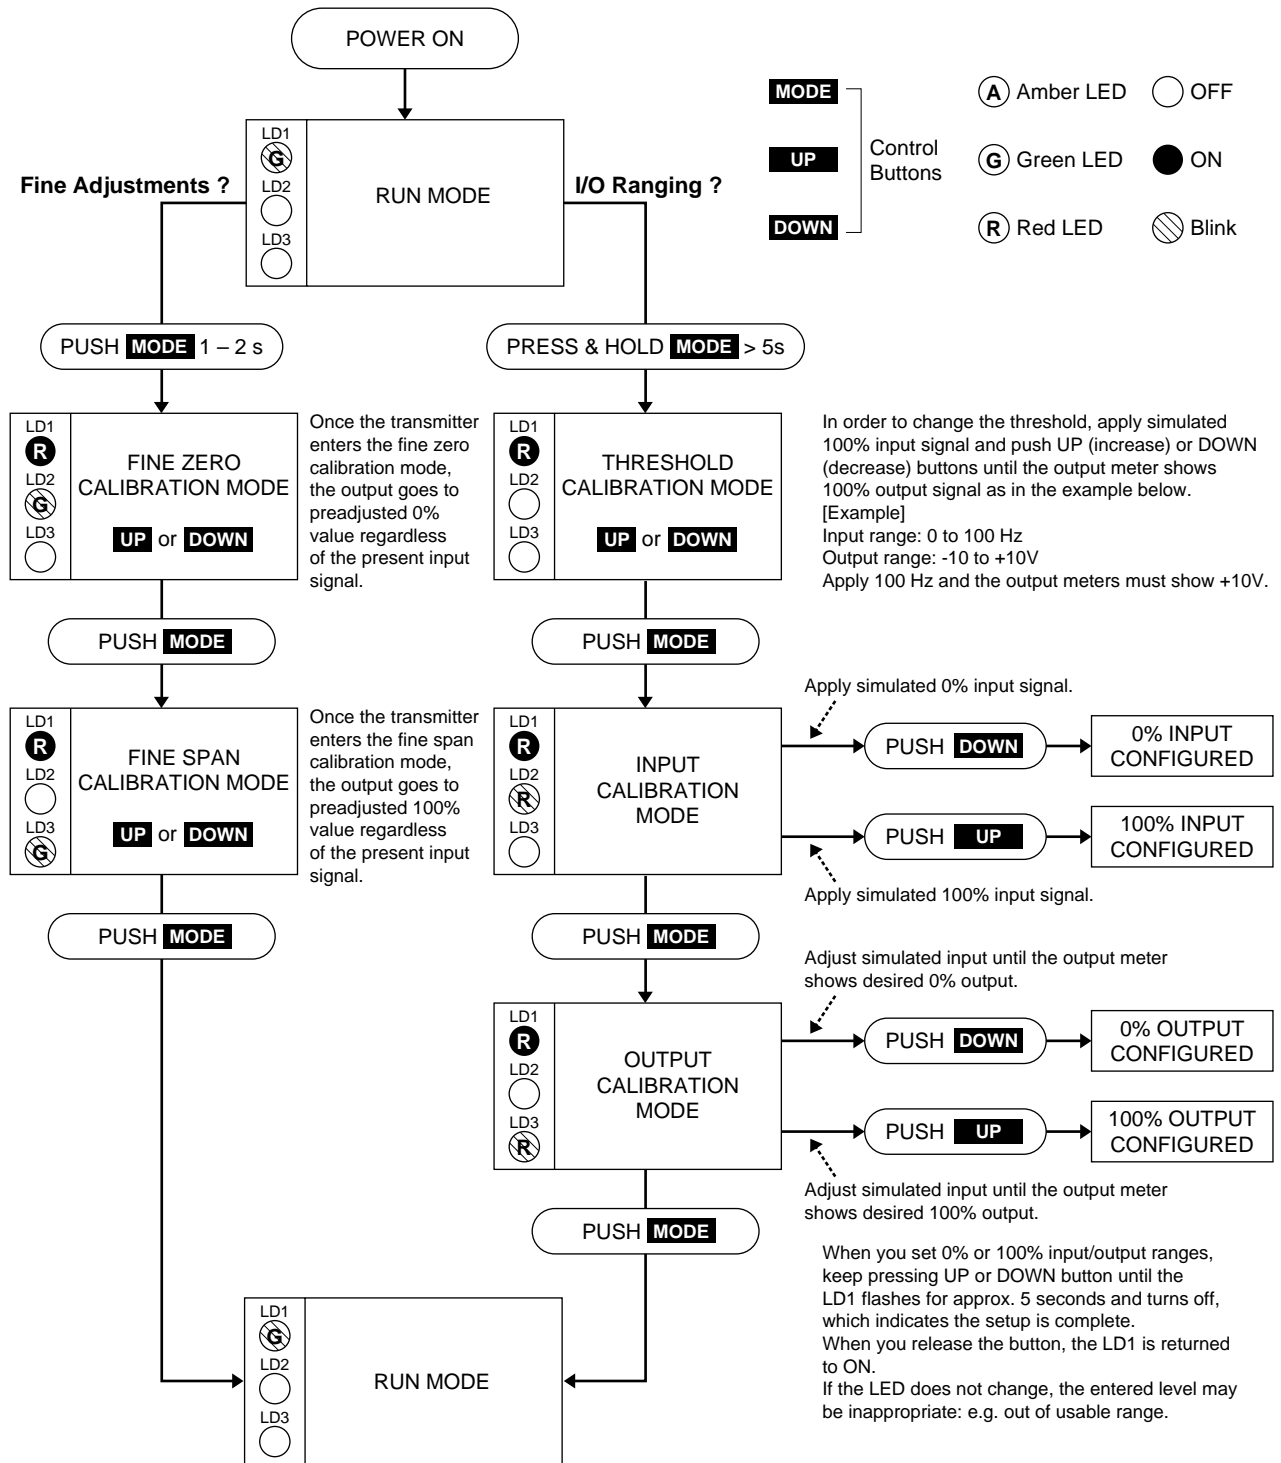 POWER ON
MODE
UP
DOWN
Control
Buttons
A Amber LED
OFF
G Green LED
ON
R Red LED
Blink
Fine Adjustments ?
I/O Ranging ?
LD1
G
LD2
LD3
RUN MODE
PUSH MODE 1 – 2 s
PRESS & HOLD MODE > 5s
LD1
R
LD2
G
LD3
FINE ZERO
CALIBRATION MODE
UP or DOWN
Once the transmitter
enters the fine zero
calibration mode,
the output goes to
preadjusted 0%
value regardless
of the present input
signal.
LD1
R
LD2
LD3
THRESHOLD
CALIBRATION MODE
UP or DOWN
In order to change the threshold, apply simulated
100% input signal and push UP (increase) or DOWN
(decrease) buttons until the output meter shows
100% output signal as in the example below.
[Example]
Input range: 0 to 100 Hz
Output range: -10 to +10V
Apply 100 Hz and the output meters must show +10V.
PUSH MODE
PUSH MODE
LD1
R
LD2
LD3
G
FINE SPAN
CALIBRATION MODE
UP or DOWN
Once the transmitter
enters the fine span
calibration mode,
the output goes to
preadjusted 100%
value regardless
of the present input
signal.
LD1
R
LD2
R
LD3
INPUT
CALIBRATION
MODE
Apply simulated 0% input signal.
PUSH DOWN
0% INPUT
CONFIGURED
PUSH UP
100% INPUT
CONFIGURED
Apply simulated 100% input signal.
PUSH MODE
PUSH MODE
LD1
R
LD2
LD3
R
OUTPUT
CALIBRATION
MODE
Adjust simulated input until the output meter
shows desired 0% output.
PUSH DOWN
0% OUTPUT
CONFIGURED
PUSH UP
100% OUTPUT
CONFIGURED
Adjust simulated input until the output meter
shows desired 100% output.
PUSH MODE
When you set 0% or 100% input/output ranges,
keep pressing UP or DOWN button until the
LD1 flashes for approx. 5 seconds and turns off,
which indicates the setup is complete.
When you release the button, the LD1 is returned
to ON.
If the LED does not change, the entered level may
be inappropriate: e.g. out of usable range.
LD1
G
LD2
LD3
RUN MODE